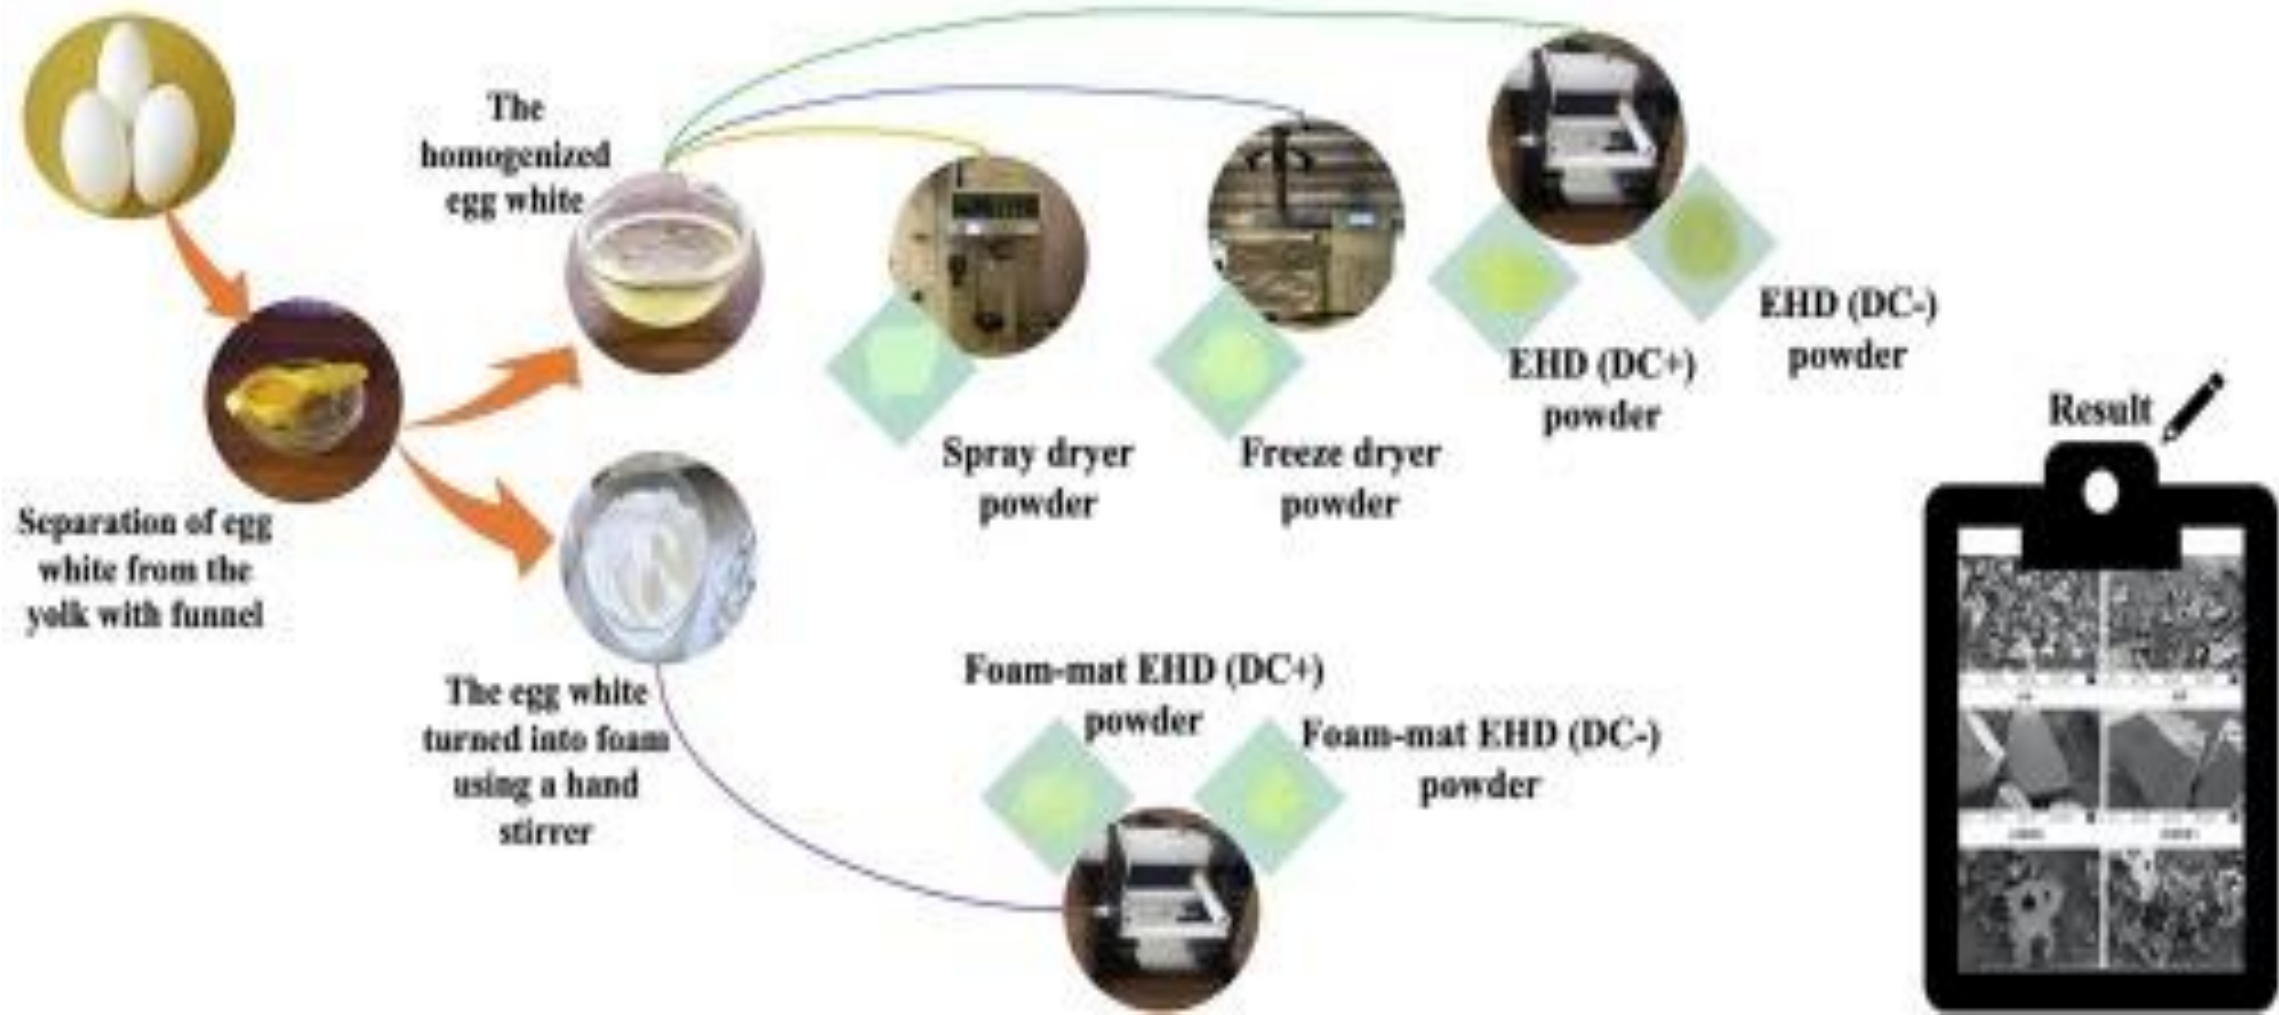 The
homogenized
egg white
Separation of egg
white from the
yolk with funnel
The egg white
turned into foam
using a hand
stirrer
Spray dryer
powder
Freeze dryer
powder
EHD (DC+)
powder
EHD (DC-)
powder
Foam-mat EHD (DC+)
powder
Foam-mat EHD (DC-)
powder
Result